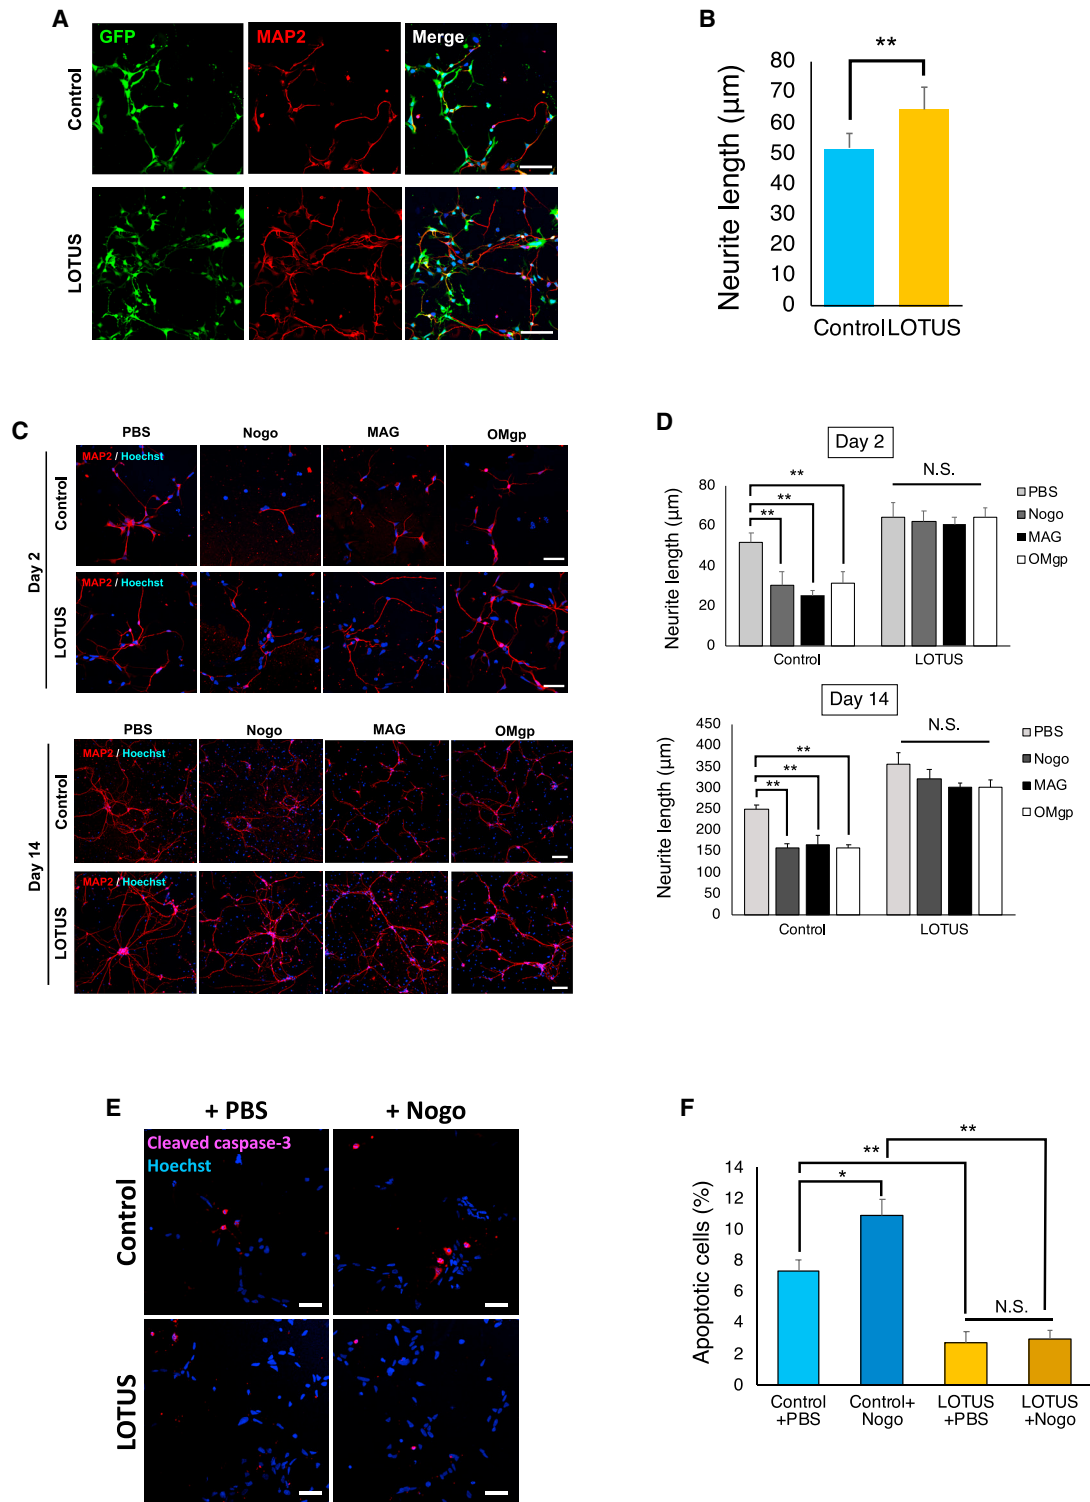 A
GFP
MAP2
Merge
Control
LOTUS
B
**
Neurite length (µm)
80
70
60
50
40
30
20
10
0
Control LOTUS
C
PBS
Nogo
MAG
OMgp
Day 2
Control
MAP2 / Hoechst
LOTUS
MAP2 / Hoechst
PBS
Nogo
MAG
OMgp
Day 14
Control
MAP2 / Hoechst
LOTUS
MAP2 / Hoechst
D
Day 2
Neurite length (µm)
80
60
40
20
0
**
**
**
N.S.
PBS
Nogo
MAG
OMgp
Control
LOTUS
Day 14
Neurite length (µm)
450
400
350
300
250
200
150
100
50
0
**
**
**
N.S.
PBS
Nogo
MAG
OMgp
Control
LOTUS
E
+ PBS
+ Nogo
Cleaved caspase-3
Hoechst
Control
LOTUS
F
Apoptotic cells (%)
14
12
10
8
6
4
2
0
**
**
*
N.S.
Control
+PBS
Control+
Nogo
LOTUS
+PBS
LOTUS
+Nogo